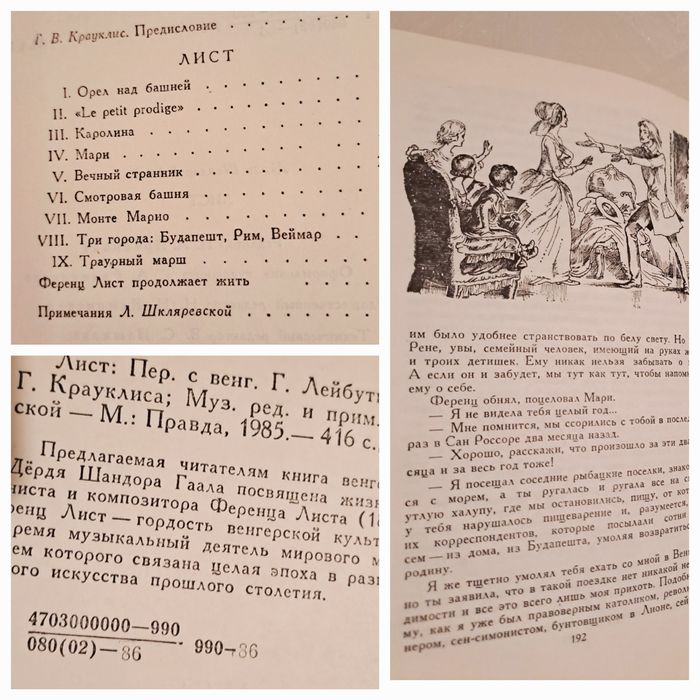 Г. В. Крауклис. Предисловие . . . . . . .
ЛИСТ
I. Орел над башней . . . . . . .
II. «Le petit prodige» . . . . . . .
III. Каролина . . . . . . . . .
IV. Мари . . . . . . . . . .
V. Вечный странник . . . . . . .
VI. Смотровая башня . . . . . . .
VII. Монте Марио . . . . . . . .
VIII. Три города: Будапешт, Рим, Веймар . .
IX. Траурный марш . . . . . . .
Ференц Лист продолжает жить . . . .
Примечания Л. Шкляревской . . . . . .
Лист: Пер. с венг. Г. Лейбут
Г. Крауклиса; Муз. ред. и прим.
ской — М.: Правда, 1985.— 416 с.
Предлагаемая читателям книга венге
Дёрдя Шандора Гаала посвящена жизн
ниста и композитора Ференца Листа (18
ренц Лист — гордость венгерской культ
ремя музыкальный деятель мирового м
ем которого связана целая эпоха в раз
ого искусства прошлого столетия.
4703000000—990
080(02)—86
990-86
им было удобнее странствовать по белу свету. Но
Рене, увы, семейный человек, имеющий на руках ж
и троих детишек. Ему никак нельзя забывать о
А если он и забудет, мы тут как тут, чтобы напом
ему о себе.
Ференц обнял, поцеловал Мари.
— Я не видела тебя целый год...
— Мне помнится, мы ссорились с тобой в послед
раз в Сан Россоре два месяца назад.
— Хорошо, расскажи, что произошло за эти два
сяца и за весь год тоже!
— Я посещал соседние рыбацкие поселки, знако
ся с морем, а ты ругалась и ругала все на с
утлую халупу, где мы остановились, пищу, от кот
у тебя нарушалось пищеварение и, разумеется,
их корреспондентов, которые посылали сотни
сем — из дома, из Будапешта, умоляя возвратитьс
родину.
Я же тщетно умолял тебя ехать со мной в Вен
но ты заявила, что в такой поездке нет никакой не
димости и все это всего лишь моя прихоть. Подоб
му, как я уже был правоверным католиком, револ
нером, сен-симонистом, бунтовщиком в Лионе, сей
192